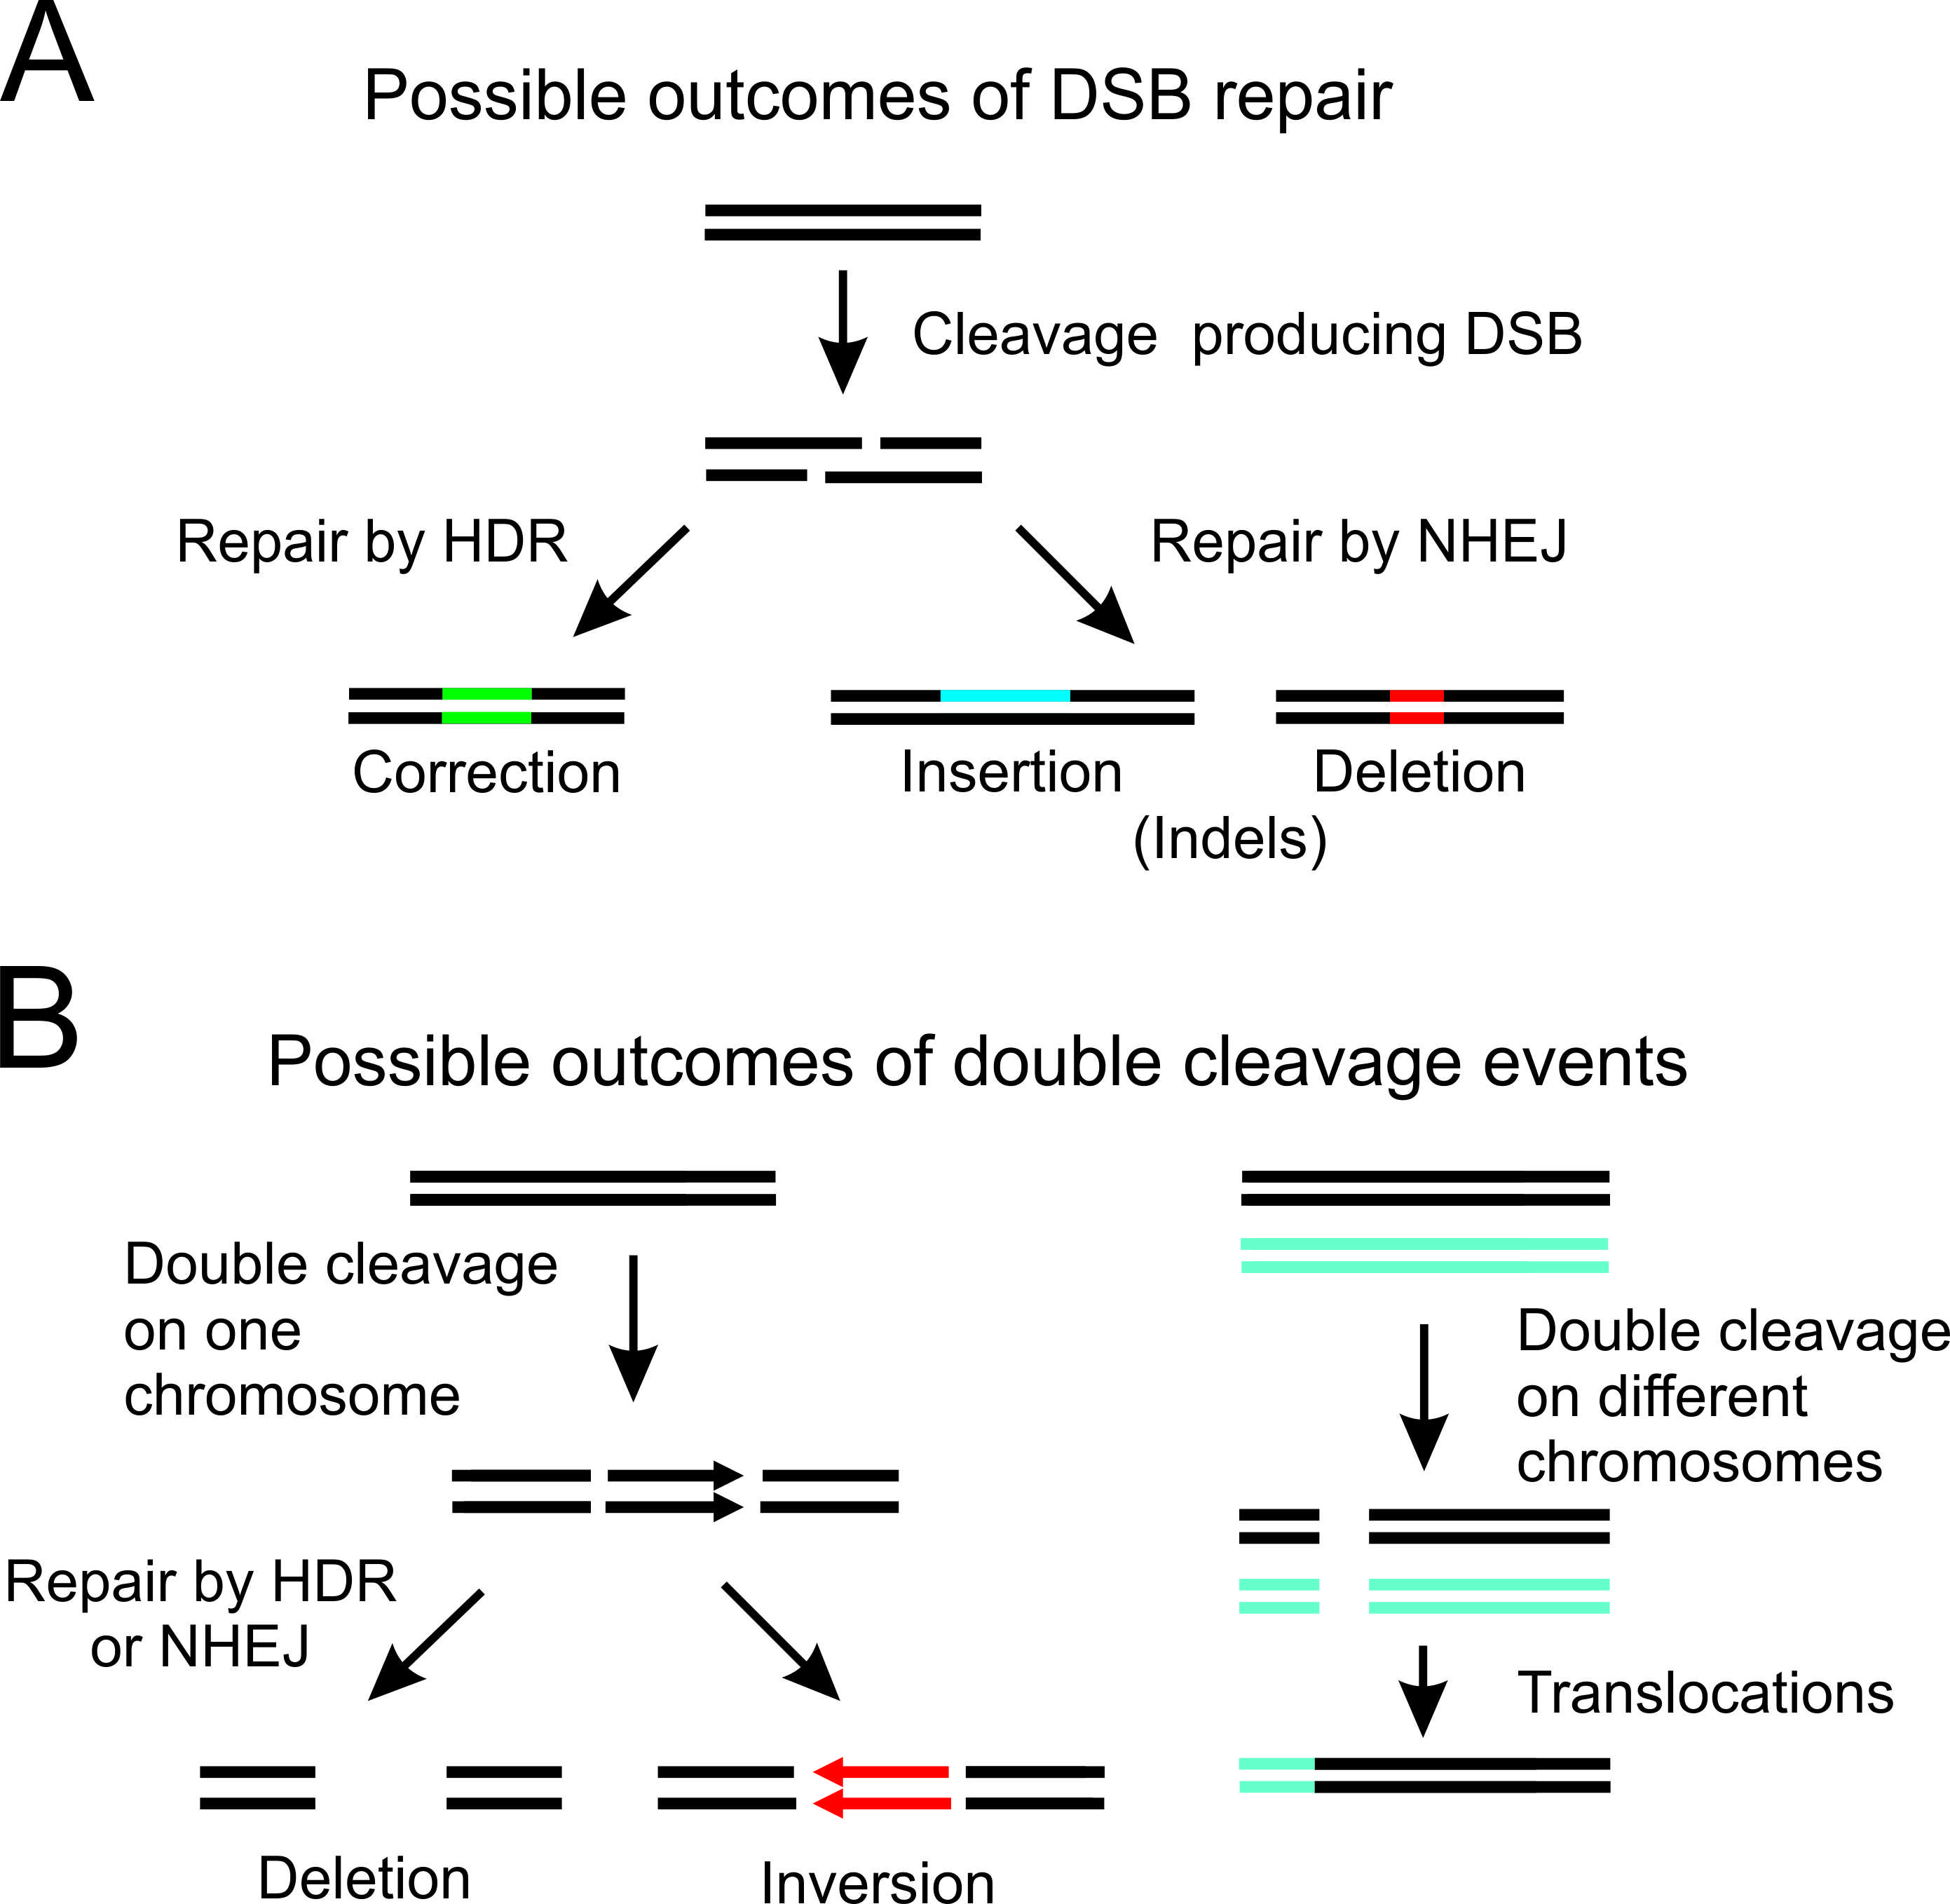 A
Possible outcomes of DSB repair
Cleavage producing DSB
Repair by HDR
Repair by NHEJ
Correction
Insertion
Deletion
(Indels)
B
Possible outcomes of double cleavage events
Double cleavage
on one
chromosome
Double cleavage
on different
chromosomes
Repair by HDR
or NHEJ
Translocations
Deletion
Inversion